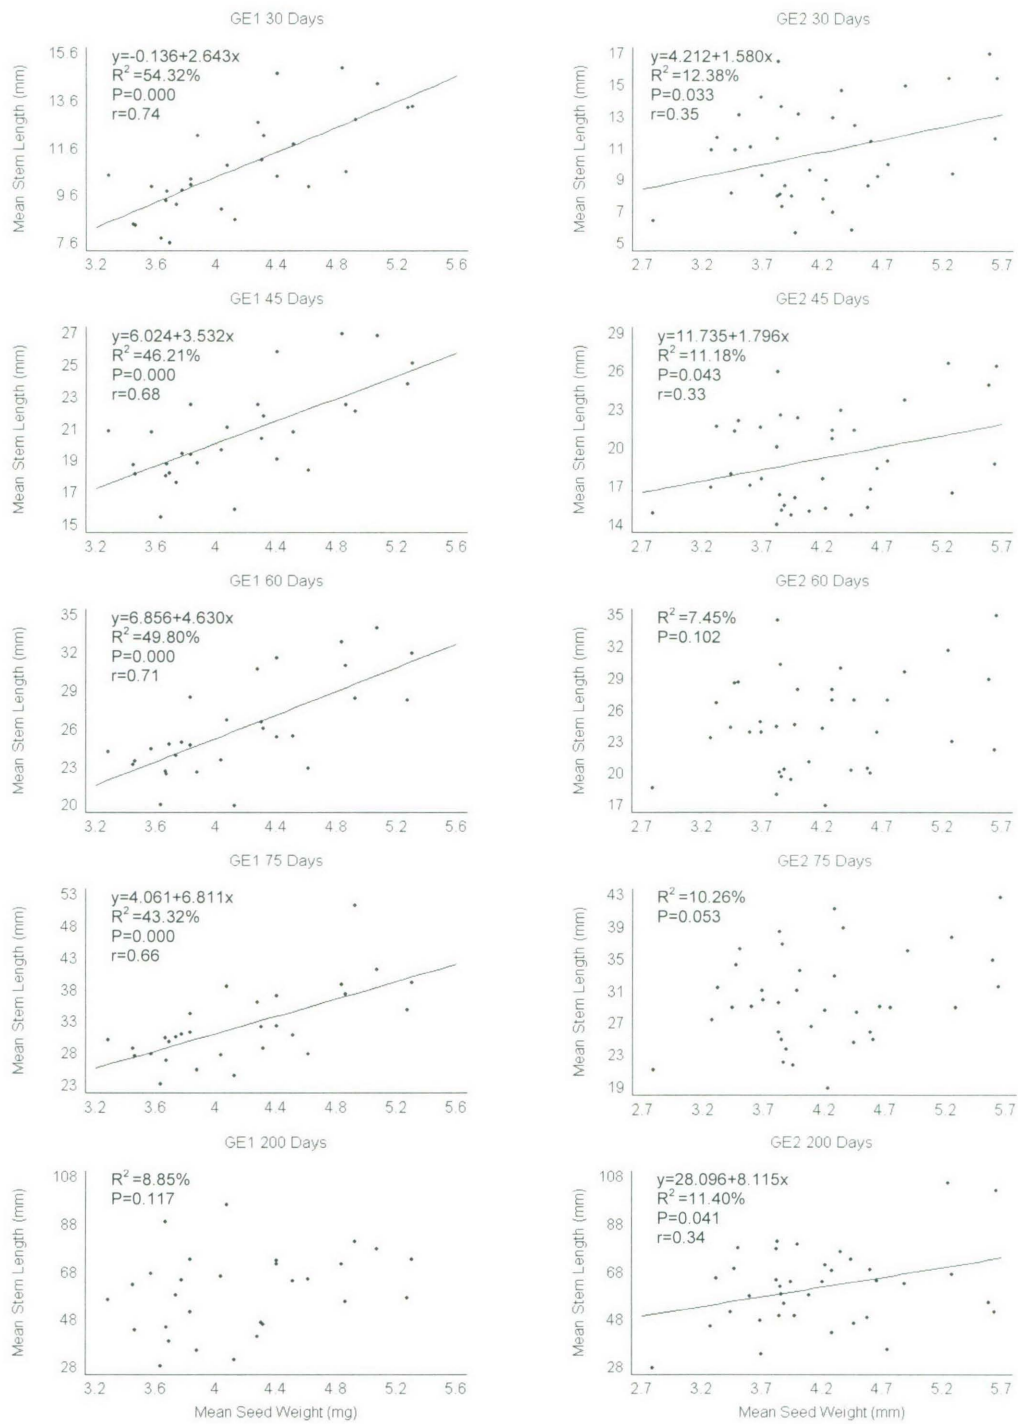 GE1 30 Days
Mean Stem Length (mm)
15.6
13.6
11.6
9.6
7.6
y=-0.136+2.643x
R²=54.32%
P=0.000
r=0.74
3.2 3.6 4 4.4 4.8 5.2 5.6
GE2 30 Days
Mean Stem Length (mm)
17
15
13
11
9
7
5
y=4.212+1.580x
R²=12.38%
P=0.033
r=0.35
2.7 3.2 3.7 4.2 4.7 5.2 5.7
GE1 45 Days
Mean Stem Length (mm)
27
25
23
21
19
17
15
y=6.024+3.532x
R²=46.21%
P=0.000
r=0.68
3.2 3.6 4 4.4 4.8 5.2 5.6
GE2 45 Days
Mean Stem Length (mm)
29
26
23
20
17
14
y=11.735+1.796x
R²=11.18%
P=0.043
r=0.33
2.7 3.2 3.7 4.2 4.7 5.2 5.7
GE1 60 Days
Mean Stem Length (mm)
35
32
29
26
23
20
y=6.856+4.630x
R²=49.80%
P=0.000
r=0.71
3.2 3.6 4 4.4 4.8 5.2 5.6
GE2 60 Days
Mean Stem Length (mm)
35
32
29
26
23
20
17
R²=7.45%
P=0.102
2.7 3.2 3.7 4.2 4.7 5.2 5.7
GE1 75 Days
Mean Stem Length (mm)
53
48
43
38
33
28
23
y=4.061+6.811x
R²=43.32%
P=0.000
r=0.66
3.2 3.6 4 4.4 4.8 5.2 5.6
GE2 75 Days
Mean Stem Length (mm)
43
39
35
31
27
23
19
R²=10.26%
P=0.053
2.7 3.2 3.7 4.2 4.7 5.2 5.7
GE1 200 Days
Mean Stem Length (mm)
108
88
68
48
28
R²=8.85%
P=0.117
3.2 3.6 4 4.4 4.8 5.2 5.6
Mean Seed Weight (mg)
GE2 200 Days
Mean Stem Length (mm)
108
88
68
48
28
y=28.096+8.115x
R²=11.40%
P=0.041
r=0.34
2.7 3.2 3.7 4.2 4.7 5.2 5.7
Mean Seed Weight (mm)